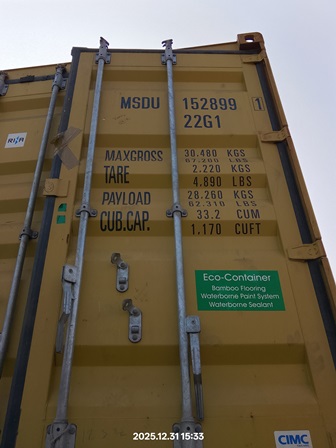 MSDU 152899 1
22G1
MAXGROSS 30.480 KGS
67.200 LBS
TARE 2.220 KGS
4.890 LBS
PAYLOAD 28.260 KGS
62.310 LBS
CUB.CAP. 33.2 CUM
1.170 CUFT
Eco-Container
Bamboo Flooring
Waterborne Paint System
Waterborne Sealant
CIMC
2025.12.31 15:33